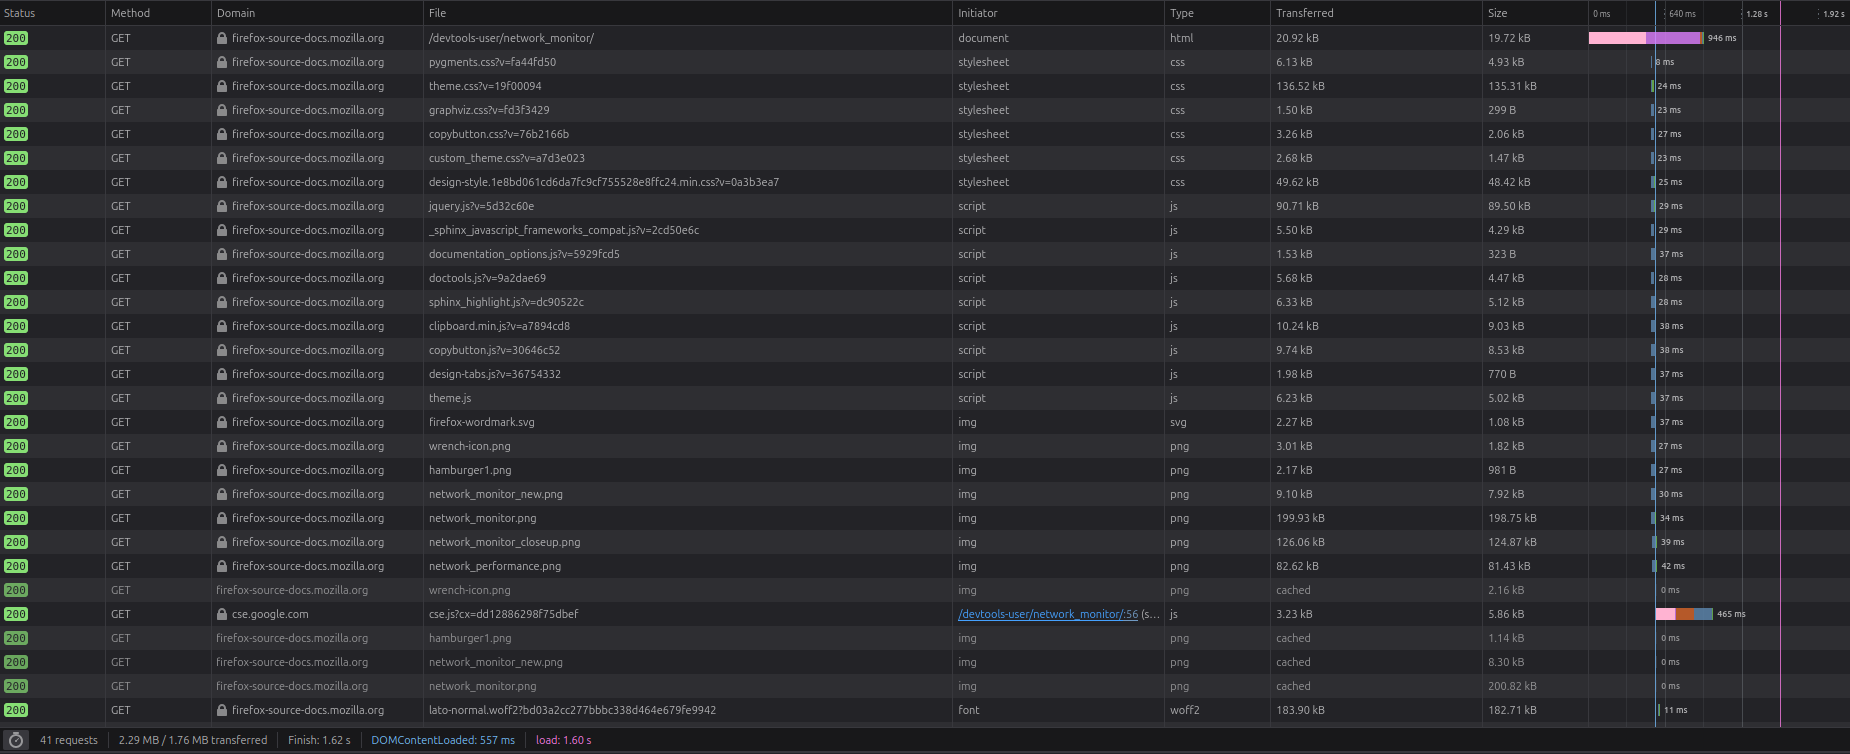 Status Method Domain File Initiator Type Transferred Size 0 ms 640 ms 1.28 s 1.92 s
200 GET firefox-source-docs.mozilla.org /devtools-user/network_monitor/ document html 20.92 kB 19.72 kB 946 ms
200 GET firefox-source-docs.mozilla.org pygments.css?v=fa44fd50 stylesheet css 6.13 kB 4.93 kB 8 ms
200 GET firefox-source-docs.mozilla.org theme.css?v=19f00094 stylesheet css 136.52 kB 135.31 kB 24 ms
200 GET firefox-source-docs.mozilla.org graphviz.css?v=fd3f3429 stylesheet css 1.50 kB 299 B 23 ms
200 GET firefox-source-docs.mozilla.org copybutton.css?v=76b2166b stylesheet css 3.26 kB 2.06 kB 27 ms
200 GET firefox-source-docs.mozilla.org custom_theme.css?v=a7d3e023 stylesheet css 2.68 kB 1.47 kB 23 ms
200 GET firefox-source-docs.mozilla.org design-style.1e8bd061cd6da7fc9cf755528e8ffc24.min.css?v=0a3b3ea7 stylesheet css 49.62 kB 48.42 kB 25 ms
200 GET firefox-source-docs.mozilla.org jquery.js?v=5d32c60e script js 90.71 kB 89.50 kB 29 ms
200 GET firefox-source-docs.mozilla.org _sphinx_javascript_frameworks_compat.js?v=2cd50e6c script js 5.50 kB 4.29 kB 29 ms
200 GET firefox-source-docs.mozilla.org documentation_options.js?v=5929fcd5 script js 1.53 kB 323 B 37 ms
200 GET firefox-source-docs.mozilla.org doctools.js?v=9a2dae69 script js 5.68 kB 4.47 kB 28 ms
200 GET firefox-source-docs.mozilla.org sphinx_highlight.js?v=dc90522c script js 6.33 kB 5.12 kB 28 ms
200 GET firefox-source-docs.mozilla.org clipboard.min.js?v=a7894cd8 script js 10.24 kB 9.03 kB 38 ms
200 GET firefox-source-docs.mozilla.org copybutton.js?v=30646c52 script js 9.74 kB 8.53 kB 38 ms
200 GET firefox-source-docs.mozilla.org design-tabs.js?v=36754332 script js 1.98 kB 770 B 37 ms
200 GET firefox-source-docs.mozilla.org theme.js script js 6.23 kB 5.02 kB 37 ms
200 GET firefox-source-docs.mozilla.org firefox-wordmark.svg img svg 2.27 kB 1.08 kB 37 ms
200 GET firefox-source-docs.mozilla.org wrench-icon.png img png 3.01 kB 1.82 kB 27 ms
200 GET firefox-source-docs.mozilla.org hamburger1.png img png 2.17 kB 981 B 27 ms
200 GET firefox-source-docs.mozilla.org network_monitor_new.png img png 9.10 kB 7.92 kB 30 ms
200 GET firefox-source-docs.mozilla.org network_monitor.png img png 199.93 kB 198.75 kB 34 ms
200 GET firefox-source-docs.mozilla.org network_monitor_closeup.png img png 126.06 kB 124.87 kB 39 ms
200 GET firefox-source-docs.mozilla.org network_performance.png img png 82.62 kB 81.43 kB 42 ms
200 GET firefox-source-docs.mozilla.org wrench-icon.png img png cached 2.16 kB 0 ms
200 GET cse.google.com cse.js?cx=dd12886298f75dbef /devtools-user/network_monitor/:56 (s… js 3.23 kB 5.86 kB 465 ms
200 GET firefox-source-docs.mozilla.org hamburger1.png img png cached 1.14 kB 0 ms
200 GET firefox-source-docs.mozilla.org network_monitor_new.png img png cached 8.30 kB 0 ms
200 GET firefox-source-docs.mozilla.org network_monitor.png img png cached 200.82 kB 0 ms
200 GET firefox-source-docs.mozilla.org lato-normal.woff2?bd03a2cc277bbbc338d464e679fe9942 font woff2 183.90 kB 182.71 kB 11 ms
41 requests 2.29 MB / 1.76 MB transferred Finish: 1.62 s DOMContentLoaded: 557 ms load: 1.60 s